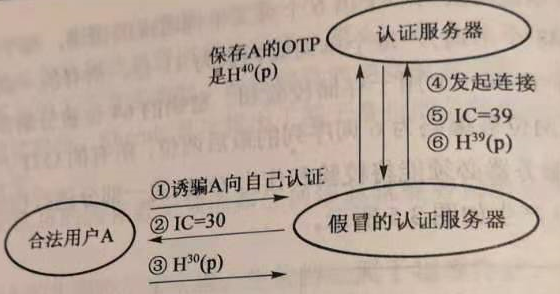 保存A的OTP
是H⁴⁰(p)
认证服务器
④发起连接
⑤ IC=39
⑥ H³⁹(p)
①诱骗A向自己认证
② IC=30
③ H³⁰(p)
合法用户A
假冒的认证服务器